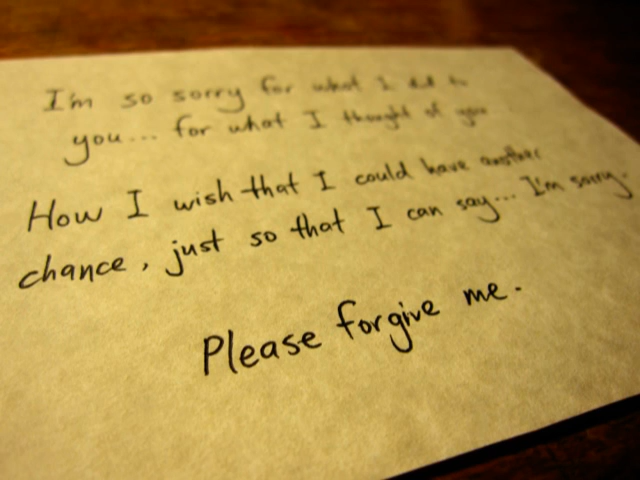 I'm so sorry for what I did to
you... for what I thought of you
How I wish that I could have another
chance, just so that I can say... I'm sorry.
Please forgive me.